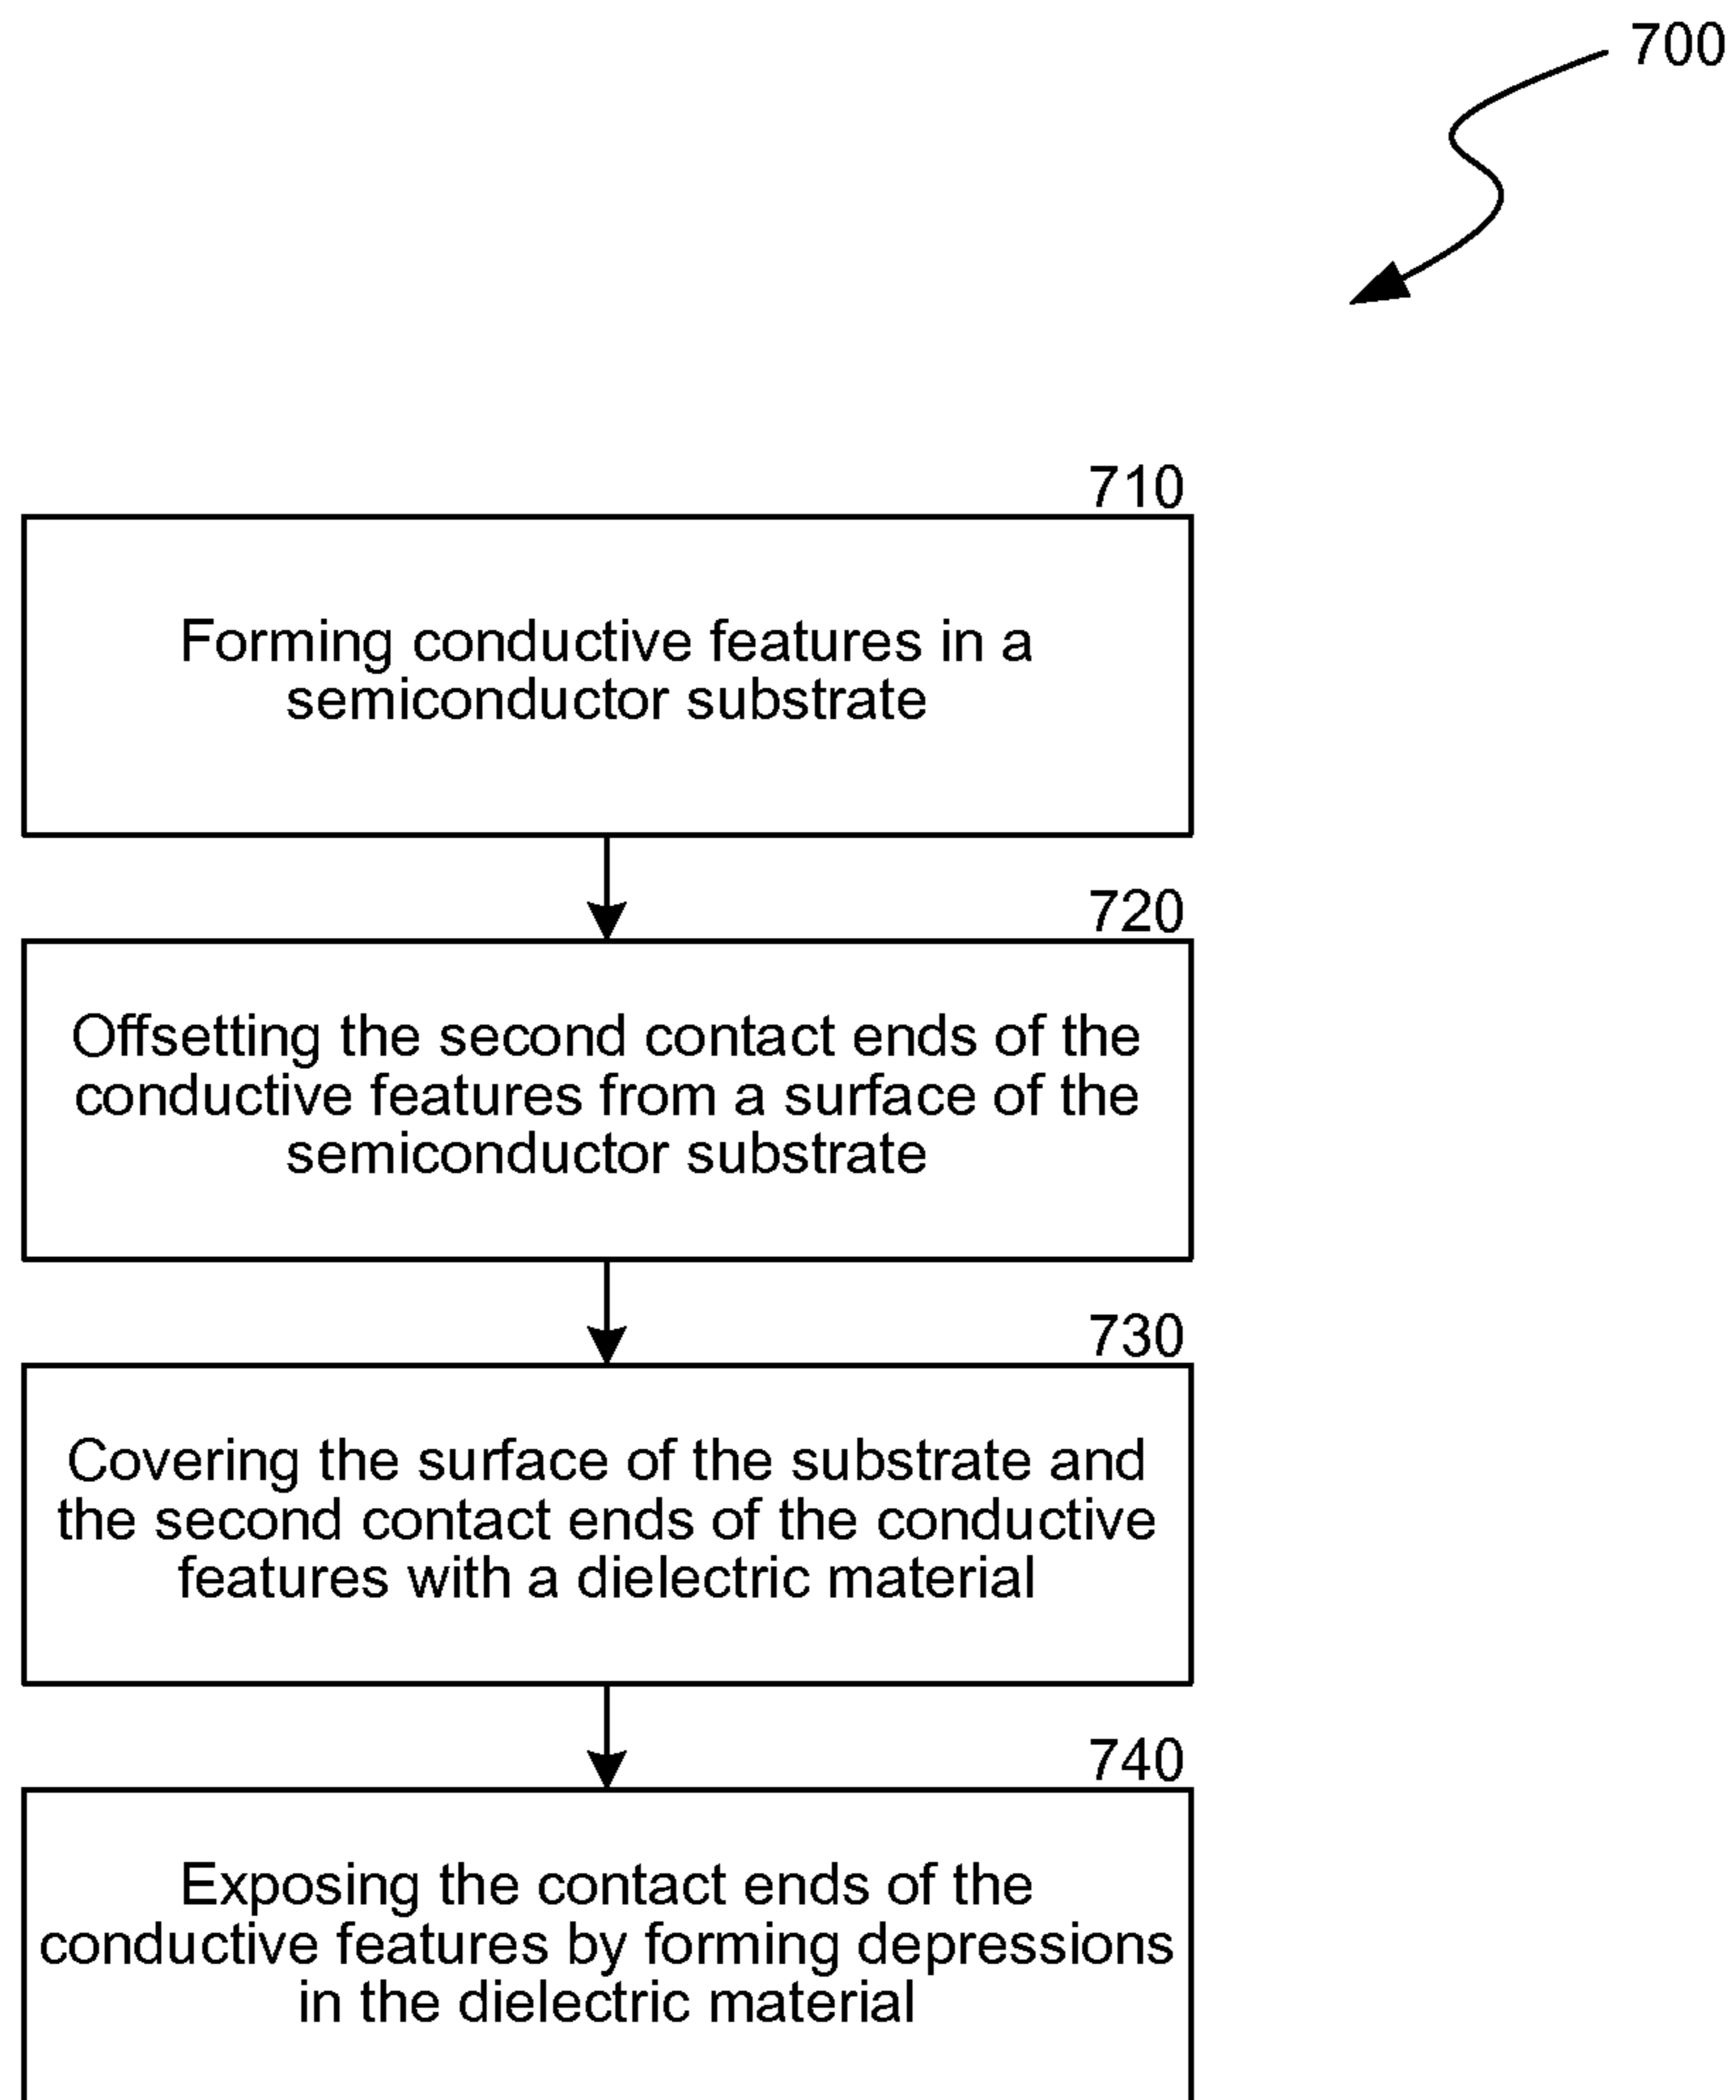 700
710
Forming conductive features in a
semiconductor substrate
720
Offsetting the second contact ends of the
conductive features from a surface of the
semiconductor substrate
730
Covering the surface of the substrate and
the second contact ends of the conductive
features with a dielectric material
740
Exposing the contact ends of the
conductive features by forming depressions
in the dielectric material